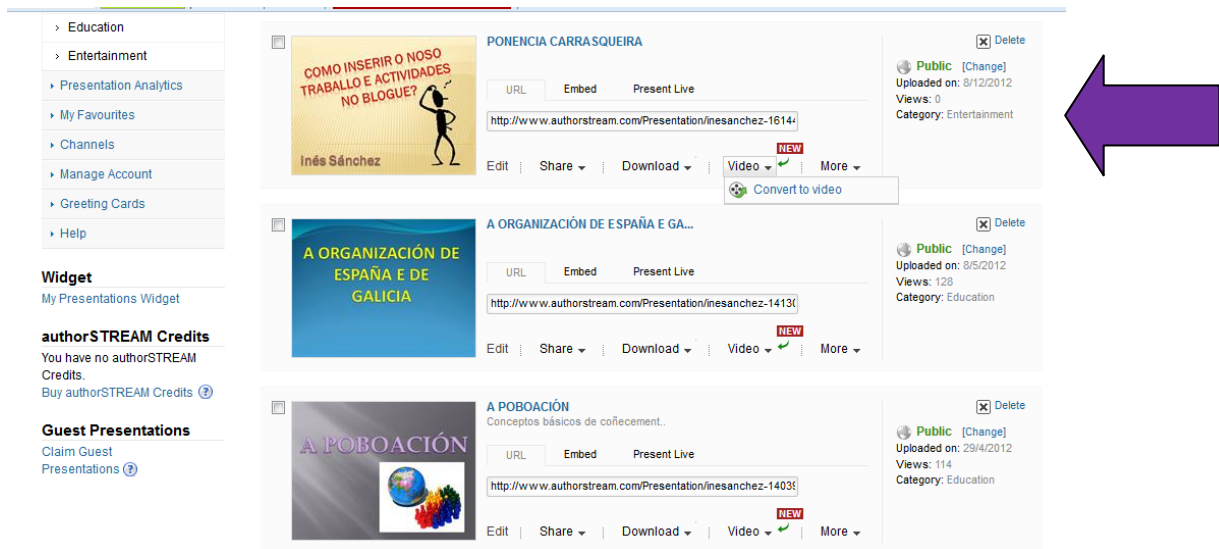 Education
Entertainment
Presentation Analytics
My Favourites
Channels
Manage Account
Greeting Cards
Help
Widget
My Presentations Widget
authorSTREAM Credits
You have no authorSTREAM
Credits.
Buy authorSTREAM Credits ?
Guest Presentations
Claim Guest
Presentations ?
COMO INSERIR O NOSO
TRABALLO E ACTIVIDADES
NO BLOGUE?
Inés Sánchez
PONENCIA CARRASQUEIRA
URL Embed Present Live
http://www.authorstream.com/Presentation/inesanchez-1614
Edit | Share | Download | Video NEW | More
Convert to video
Delete
Public [Change]
Uploaded on: 8/12/2012
Views: 0
Category: Entertainment
A ORGANIZACIÓN DE
ESPAÑA E DE
GALICIA
A ORGANIZACIÓN DE ESPAÑA E GA...
URL Embed Present Live
http://www.authorstream.com/Presentation/inesanchez-1413
Edit | Share | Download | Video NEW | More
Delete
Public [Change]
Uploaded on: 8/5/2012
Views: 128
Category: Education
A POBOACIÓN
A POBOACIÓN
Conceptos básicos de coñecement..
URL Embed Present Live
http://www.authorstream.com/Presentation/inesanchez-1403
Edit | Share | Download | Video NEW | More
Delete
Public [Change]
Uploaded on: 29/4/2012
Views: 114
Category: Education